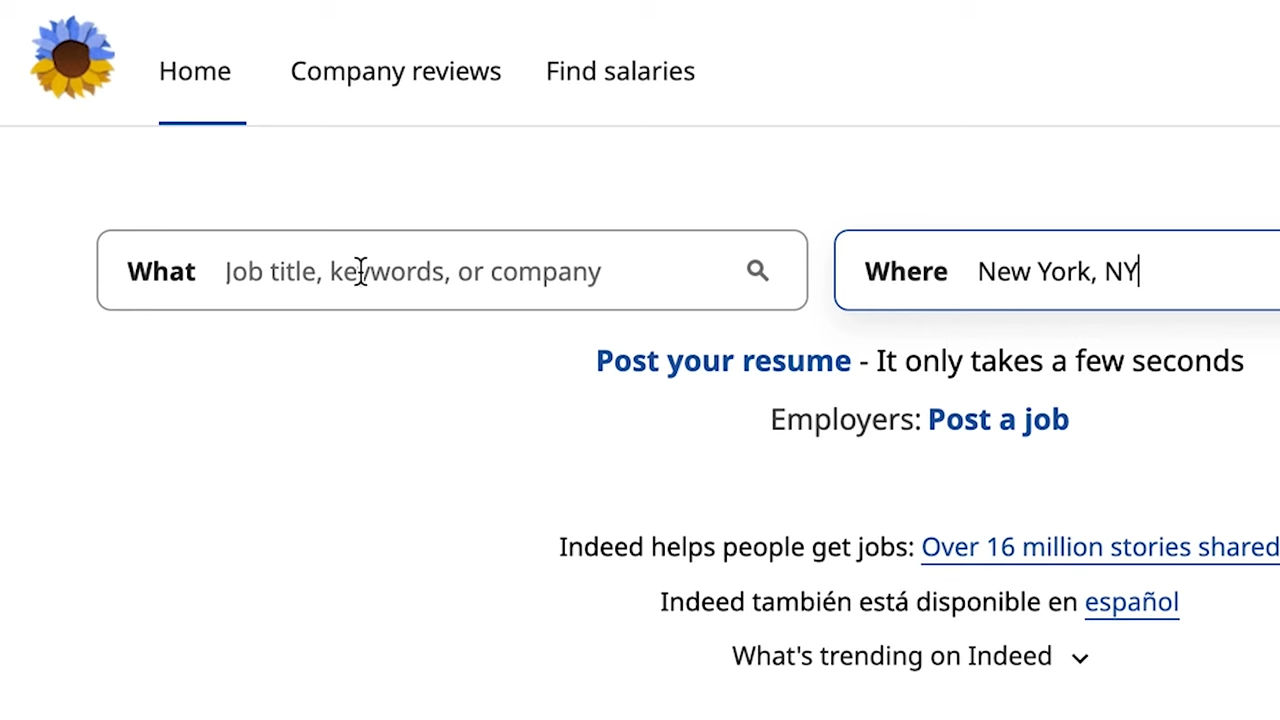 Home Company reviews Find salaries
What Job title, keywords, or company Where New York, NY
Post your resume - It only takes a few seconds
Employers: Post a job
Indeed helps people get jobs: Over 16 million stories shared
Indeed también está disponible en español
What's trending on Indeed